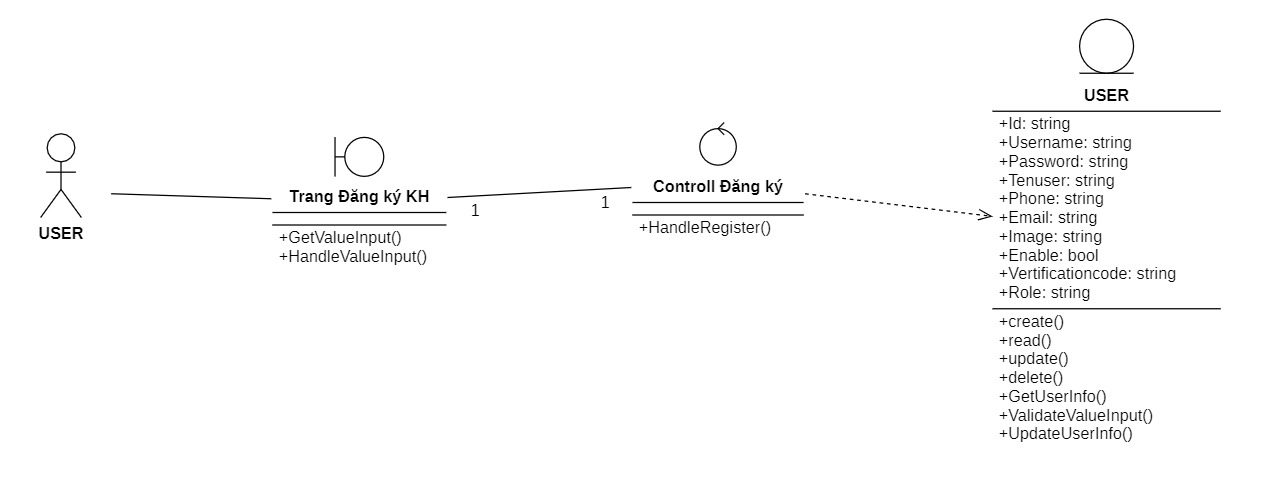 USER
Trang Đăng ký KH
+GetValueInput()
+HandleValueInput()
1
1
Controll Đăng ký
+HandleRegister()
USER
+Id: string
+Username: string
+Password: string
+Tenuser: string
+Phone: string
+Email: string
+Image: string
+Enable: bool
+Vertificationcode: string
+Role: string
+create()
+read()
+update()
+delete()
+GetUserInfo()
+ValidateValueInput()
+UpdateUserInfo()